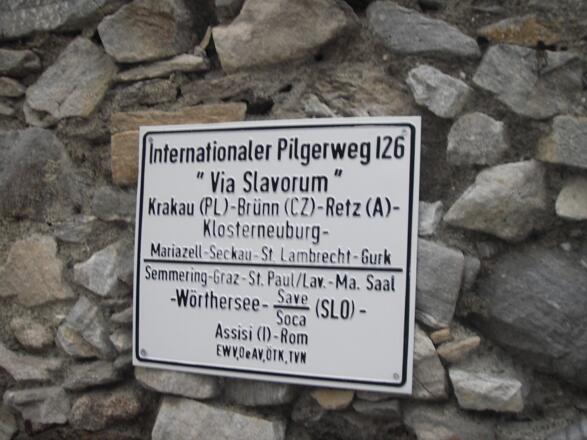 Internationaler Pilgerweg 126
"Via Slavorum"
Krakau (PL)-Brünn (CZ)-Retz (A)-
Klosterneuburg-
Mariazell-Seckau-St. Lambrecht-Gurk
Semmering-Graz-St. Paul/Lav.-Ma. Saal
-Wörthersee- Save (SLO) -
Soca
Assisi (I)-Rom
EWV,OeAV,ÖTK,TVN